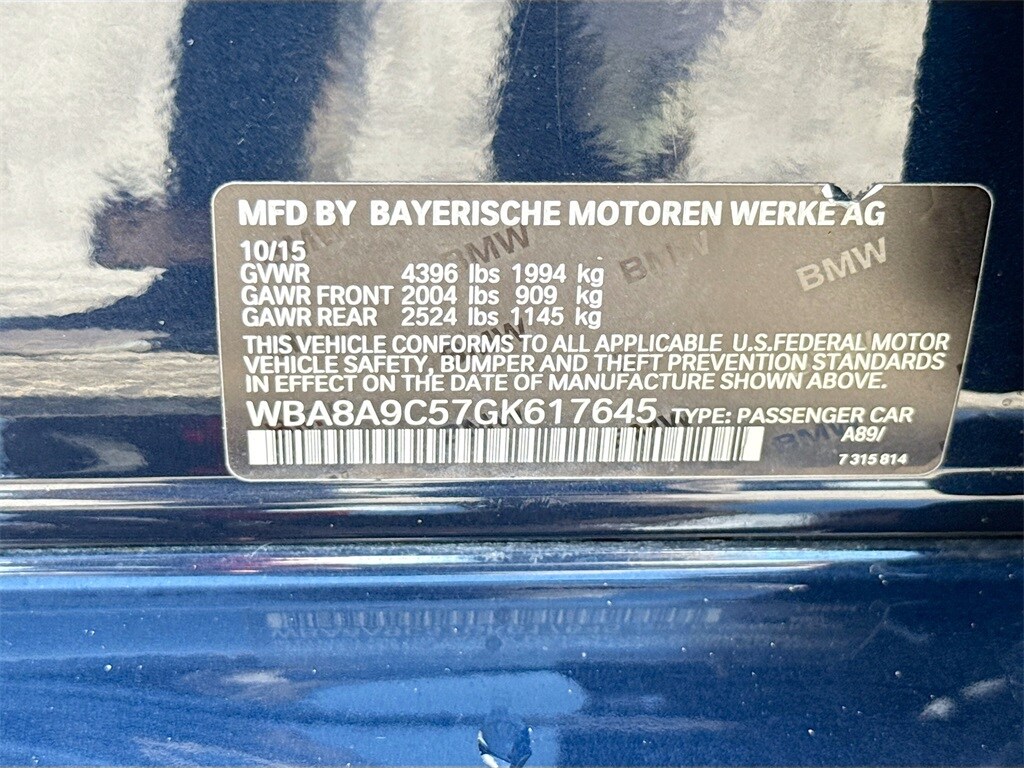 MFD BY BAYERISCHE MOTOREN WERKE AG
10/15
GVWR 4396 lbs 1994 kg
GAWR FRONT 2004 lbs 909 kg
GAWR REAR 2524 lbs 1145 kg
THIS VEHICLE CONFORMS TO ALL APPLICABLE U.S.FEDERAL MOTOR
VEHICLE SAFETY, BUMPER AND THEFT PREVENTION STANDARDS
IN EFFECT ON THE DATE OF MANUFACTURE SHOWN ABOVE.
WBA8A9C57GK617645 TYPE: PASSENGER CAR
A89/
7 315 814
BMW
BMW
BMW
BMW